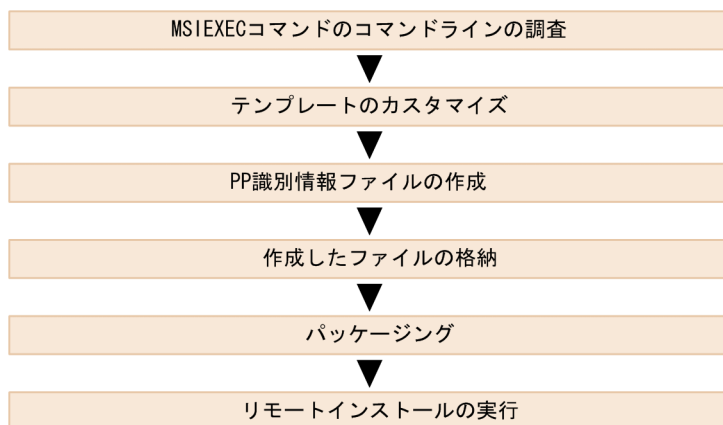 MSIEXECコマンドのコマンドラインの調査
テンプレートのカスタマイズ
PP識別情報ファイルの作成
作成したファイルの格納
パッケージング
リモートインストールの実行